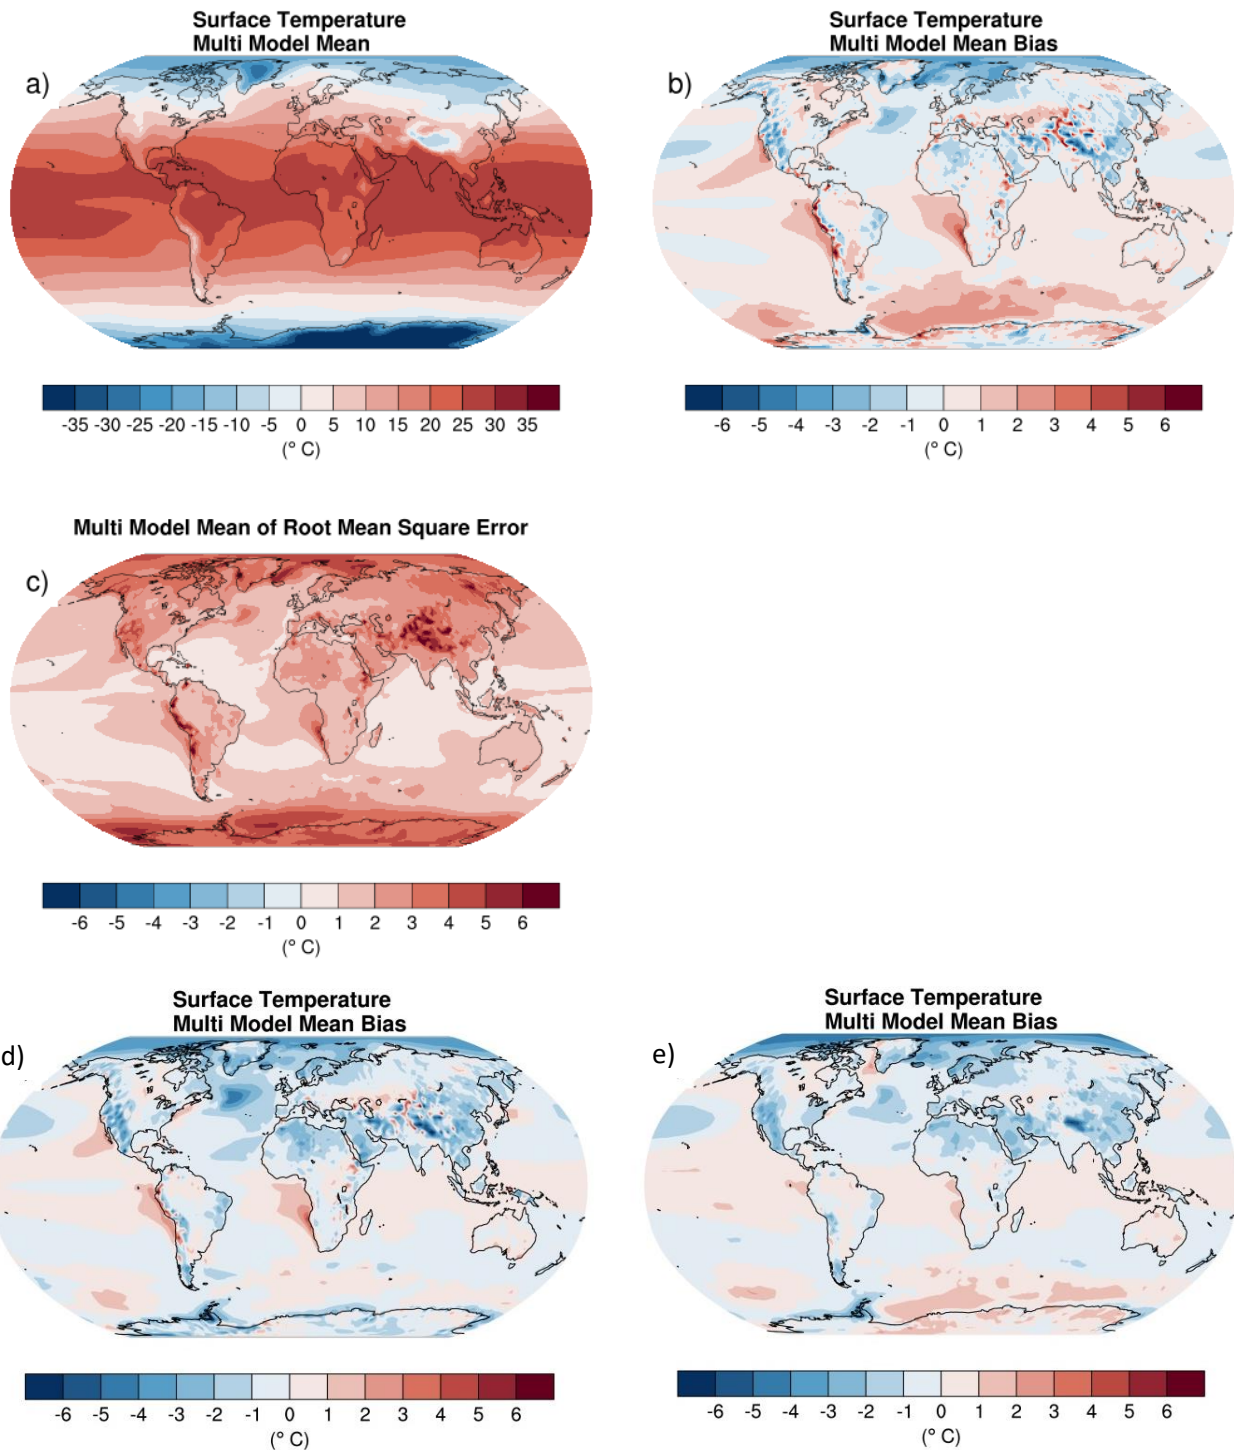 Surface Temperature
Multi Model Mean
a)
-35 -30 -25 -20 -15 -10 -5 0 5 10 15 20 25 30 35
(° C)
Surface Temperature
Multi Model Mean Bias
b)
-6 -5 -4 -3 -2 -1 0 1 2 3 4 5 6
(° C)
Multi Model Mean of Root Mean Square Error
c)
-6 -5 -4 -3 -2 -1 0 1 2 3 4 5 6
(° C)
Surface Temperature
Multi Model Mean Bias
d)
-6 -5 -4 -3 -2 -1 0 1 2 3 4 5 6
(° C)
Surface Temperature
Multi Model Mean Bias
e)
-6 -5 -4 -3 -2 -1 0 1 2 3 4 5 6
(° C)